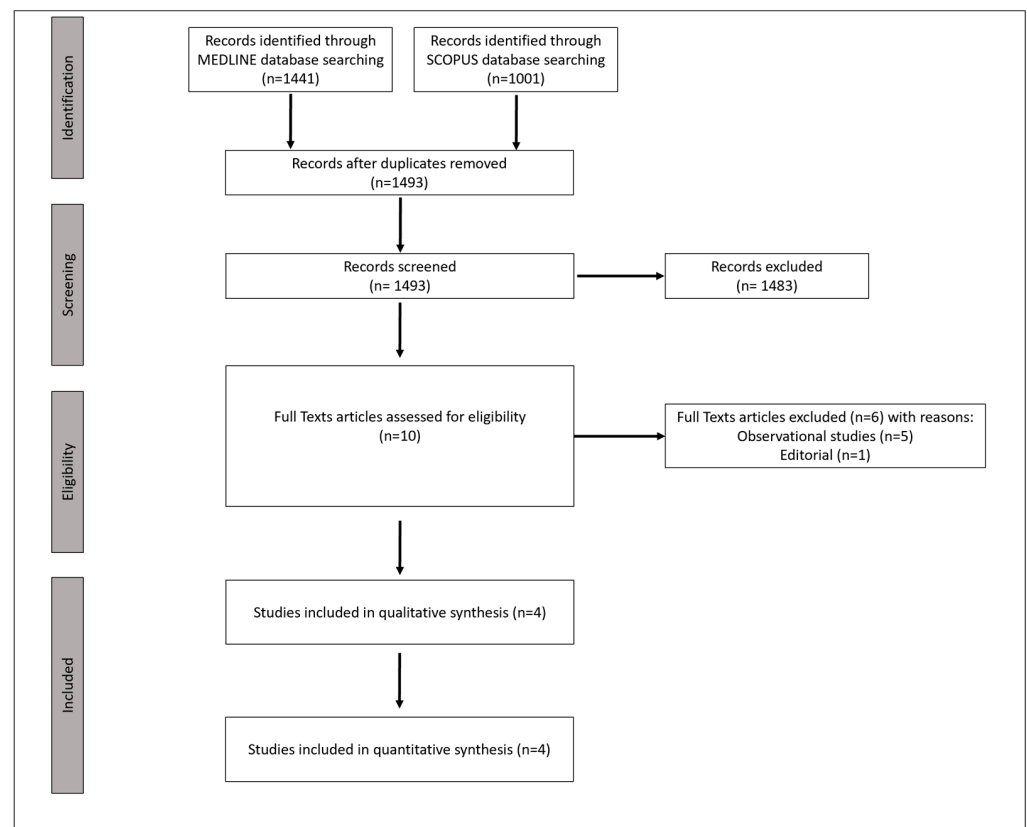 Identification
Records identified through
MEDLINE database searching
(n=1441)
Records identified through
SCOPUS database searching
(n=1001)
Records after duplicates removed
(n=1493)
Screening
Records screened
(n= 1493)
Records excluded
(n= 1483)
Eligibility
Full Texts articles assessed for eligibility
(n=10)
Full Texts articles excluded (n=6) with reasons:
Observational studies (n=5)
Editorial (n=1)
Included
Studies included in qualitative synthesis (n=4)
Studies included in quantitative synthesis (n=4)